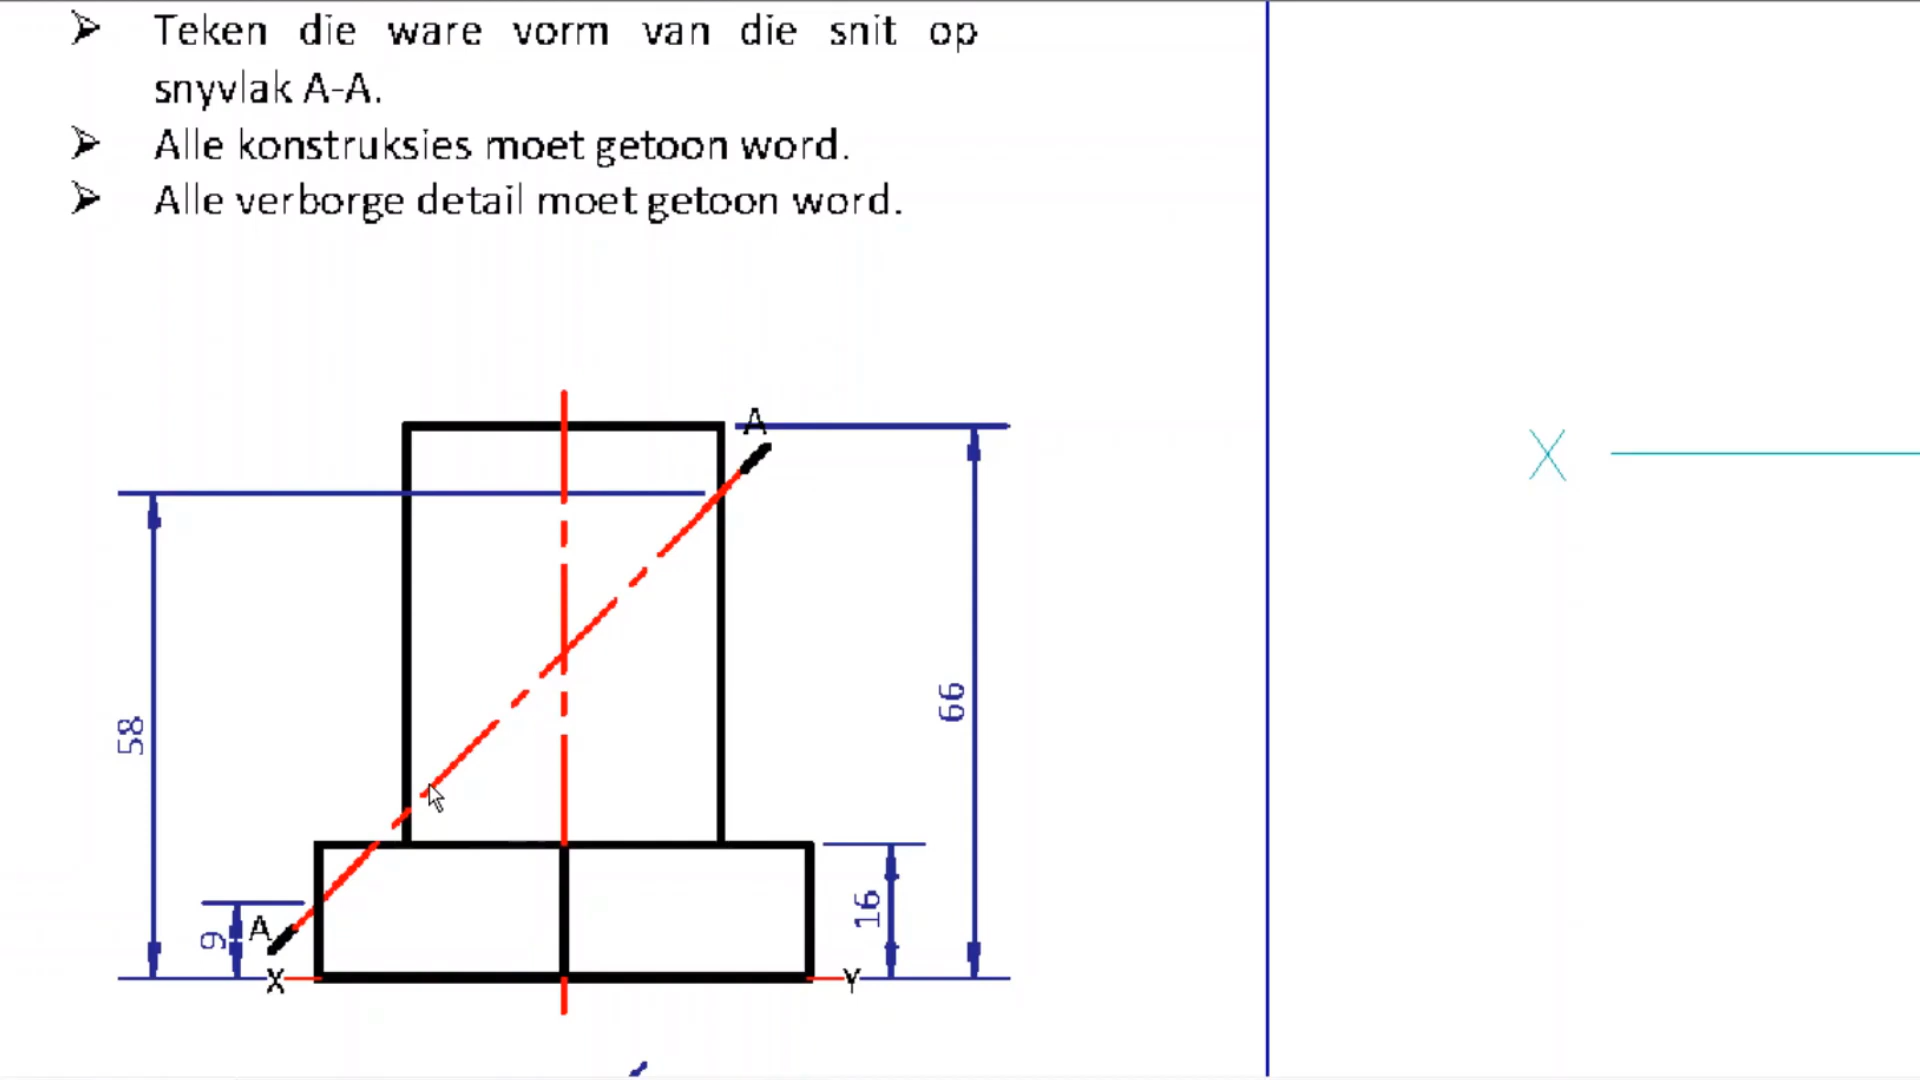 Teken die ware vorm van die snit op
snyvlak A-A.
Alle konstruksies moet getoon word.
Alle verborge detail moet getoon word.
A
X
58
66
16
9
A
X
Y